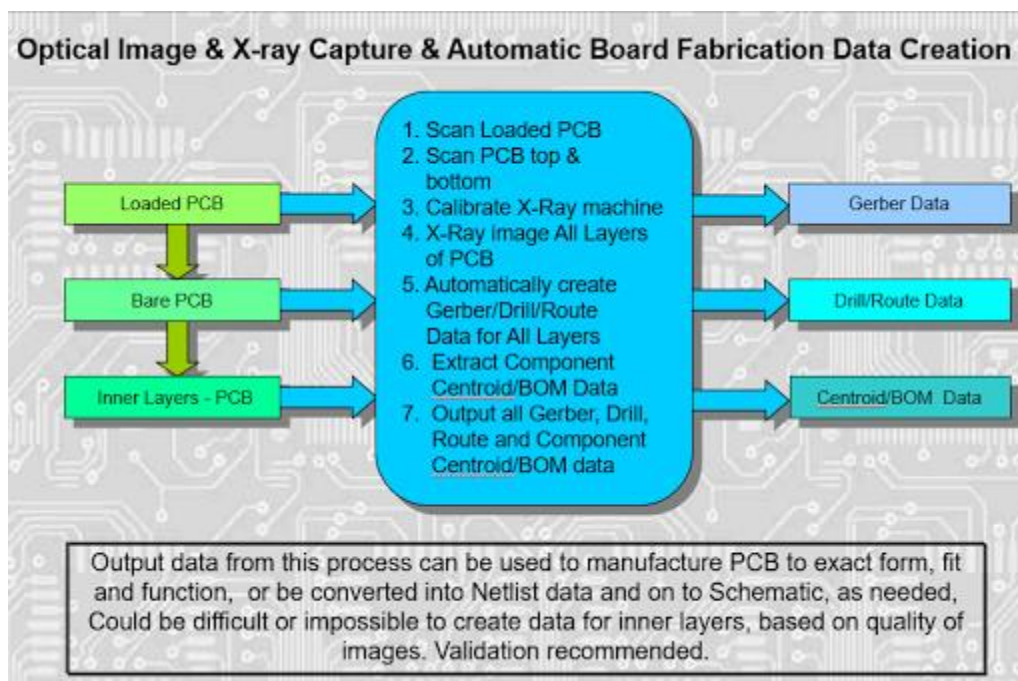 Optical Image & X-ray Capture & Automatic Board Fabrication Data Creation
Loaded PCB
Bare PCB
Inner Layers - PCB
1. Scan Loaded PCB
2. Scan PCB top &
bottom
3. Calibrate X-Ray machine
4. X-Ray image All Layers
of PCB
5. Automatically create
Gerber/Drill/Route
Data for All Layers
6. Extract Component
Centroid/BOM Data
7. Output all Gerber, Drill,
Route and Component
Centroid/BOM data
Gerber Data
Drill/Route Data
Centroid/BOM Data
Output data from this process can be used to manufacture PCB to exact form, fit
and function, or be converted into Netlist data and on to Schematic, as needed,
Could be difficult or impossible to create data for inner layers, based on quality of
images. Validation recommended.